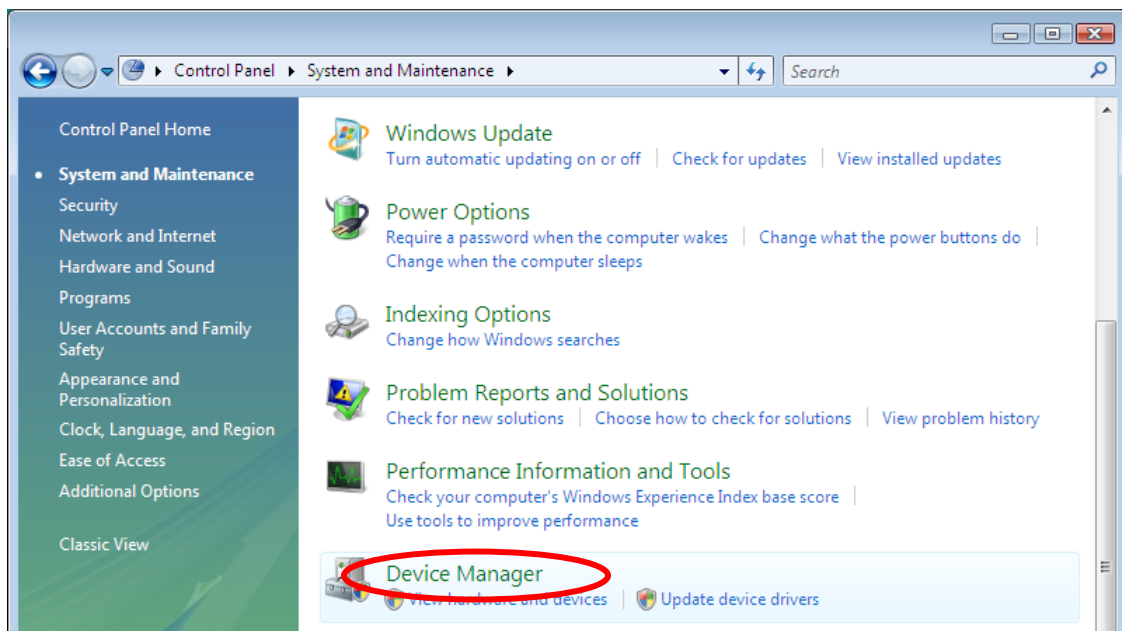 Control Panel System and Maintenance
Search
Control Panel Home
System and Maintenance
Security
Network and Internet
Hardware and Sound
Programs
User Accounts and Family
Safety
Appearance and
Personalization
Clock, Language, and Region
Ease of Access
Additional Options
Classic View
Windows Update
Turn automatic updating on or off Check for updates View installed updates
Power Options
Require a password when the computer wakes Change what the power buttons do
Change when the computer sleeps
Indexing Options
Change how Windows searches
Problem Reports and Solutions
Check for new solutions Choose how to check for solutions View problem history
Performance Information and Tools
Check your computer's Windows Experience Index base score
Use tools to improve performance
Device Manager
View hardware and devices Update device drivers